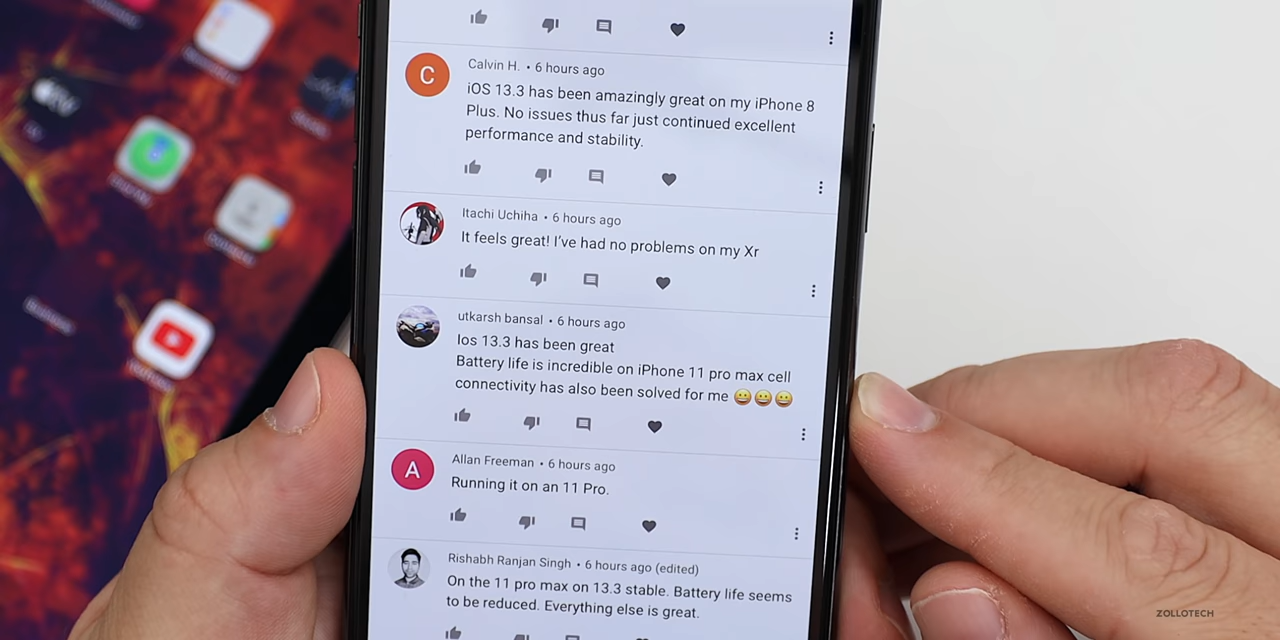 C
Calvin H. • 6 hours ago
iOS 13.3 has been amazingly great on my iPhone 8
Plus. No issues thus far just continued excellent
performance and stability.
Itachi Uchiha • 6 hours ago
It feels great! I've had no problems on my Xr
utkarsh bansal • 6 hours ago
Ios 13.3 has been great
Battery life is incredible on iPhone 11 pro max cell
connectivity has also been solved for me 😀😀😀
A
Allan Freeman • 6 hours ago
Running it on an 11 Pro.
Rishabh Ranjan Singh • 6 hours ago (edited)
On the 11 pro max on 13.3 stable. Battery life seems
to be reduced. Everything else is great.
ZOLLOTECH